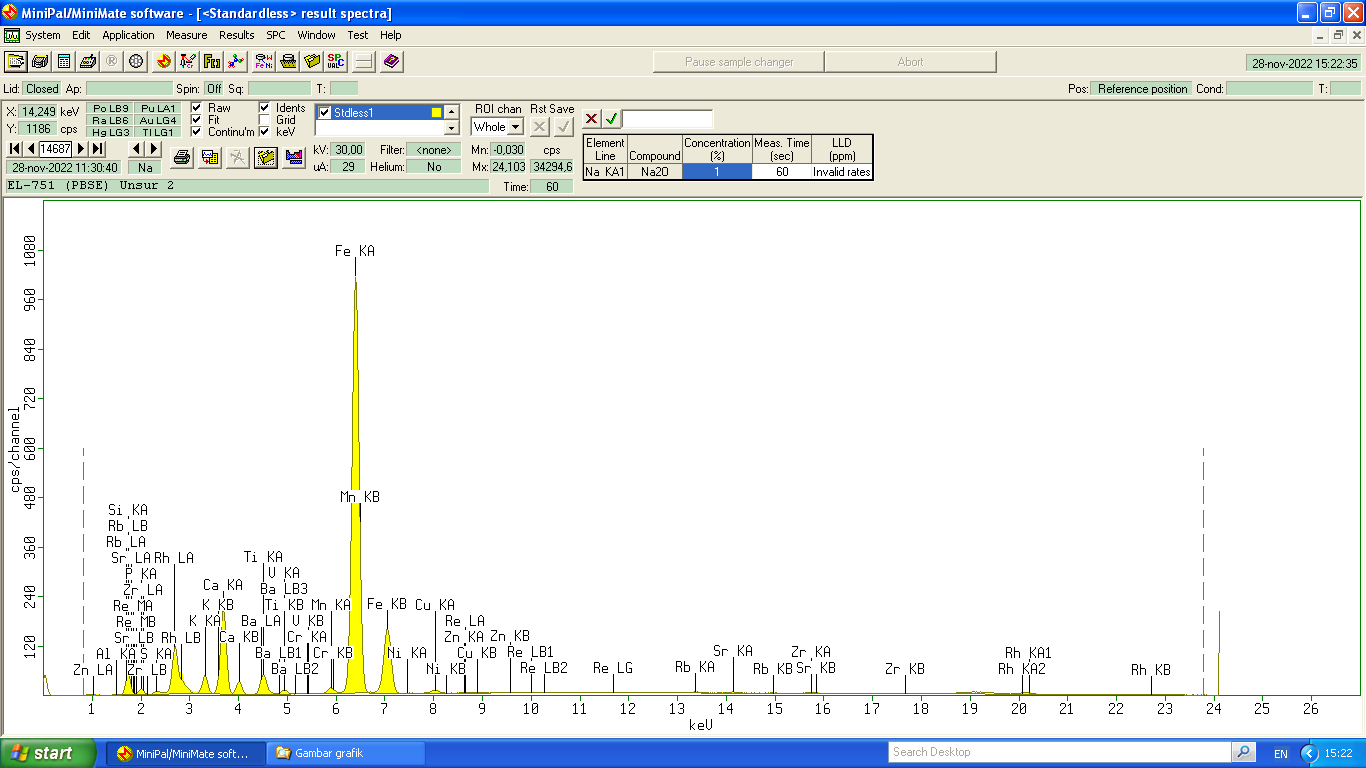 MiniPal/MiniMate software - [<Standardless> result spectra]
System Edit Application Measure Results SPC Window Test Help
Pause sample changer Abort 28-nov-2022 15:22:35
Lid: Closed Ap: Spin: Off Sq: T: Pos: Reference position Cond: T:
X: 14,249 keV Po LB9 Pu LA1 Raw Idents Stdless1 ROI chan Rst Save
Y: 1186 cps Ra LB6 Au LG4 Fit Grid Whole
Hg LG3 Tl LG1 Continu'm keV
14687 kV: 30,00 Filter: <none> Mn: -0,030 cps
28-nov-2022 11:30:40 Na uA: 29 Helium: No Mx: 24,103 34294,6
EL-751 (PBSE) Unsur 2 Time: 60
Element Line Compound Concentration (%) Meas. Time (sec) LLD (ppm)
Na KA1 Na2O 1 60 Invalid rates
1080
960
840
720
600
480
360
240
120
cps/channel
Fe KA
Mn KB
Si KA
Rb LB
Rb LA
Sr LA Rh LA Ti KA
P KA V KA
Zr LA Ca KA Ba LB3
Re MA K KB Ti KB Mn KA Fe KB Cu KA
Re MB K KA Ba LA V KB Re LA
Sr LB Rh LB Ca KB Cr KA Zn KA Zn KB
Al KA S KA Ba LB1 Cr KB Ni KA Cu KB Re LB1 Sr KA Zr KA Rh KA1
Zn LA Zr LB Ba LB2 Ni KB Re LB2 Re LG Rb KA Rb KB Sr KB Zr KB Rh KA2 Rh KB
1 2 3 4 5 6 7 8 9 10 11 12 13 14 15 16 17 18 19 20 21 22 23 24 25 26
keV
start MiniPal/MiniMate soft... Gambar grafik Search Desktop EN 15:22